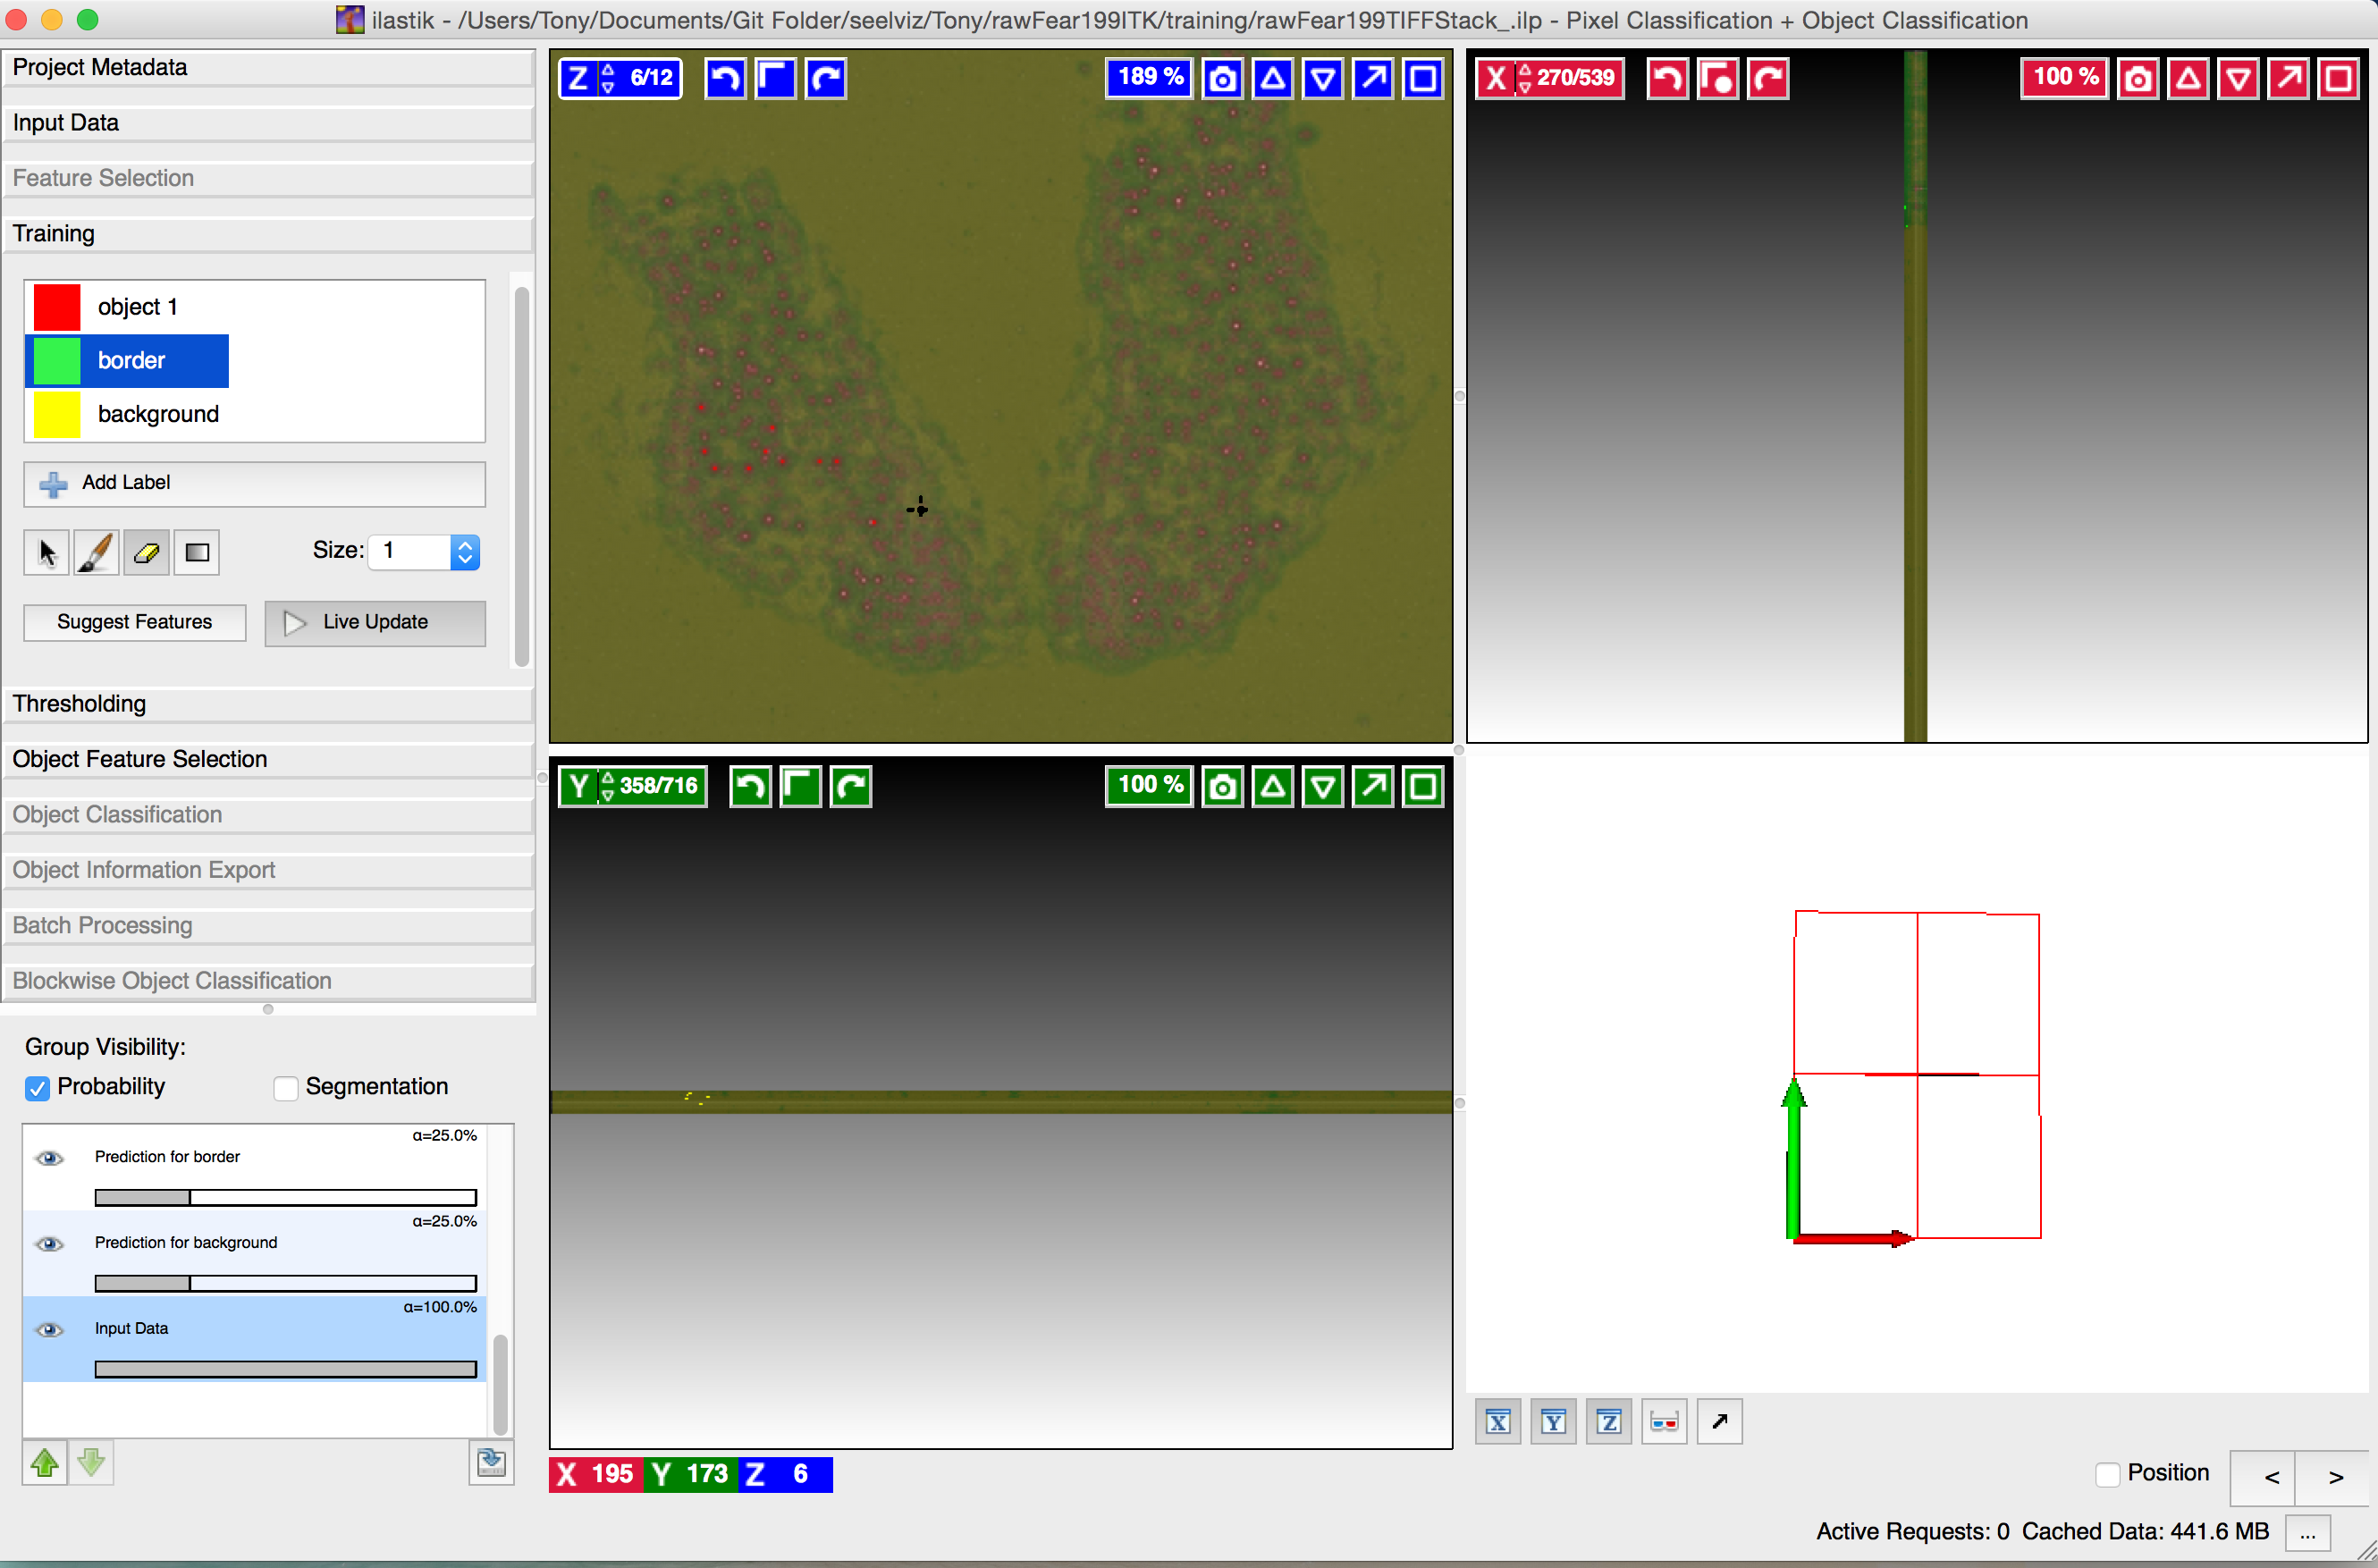 ilastik - /Users/Tony/Documents/Git Folder/seelviz/Tony/rawFear199ITK/training/rawFear199TIFFStack_.ilp - Pixel Classification + Object Classification
Project Metadata
Input Data
Feature Selection
Training
object 1
border
background
Add Label
Size: 1
Suggest Features
Live Update
Thresholding
Object Feature Selection
Object Classification
Object Information Export
Batch Processing
Blockwise Object Classification
Group Visibility:
Probability
Segmentation
α=25.0%
Prediction for border
α=25.0%
Prediction for background
α=100.0%
Input Data
Z 6/12
189 %
X 270/539
100 %
Y 358/716
100 %
X Y Z
X 195 Y 173 Z 6
Position < >
Active Requests: 0 Cached Data: 441.6 MB ...